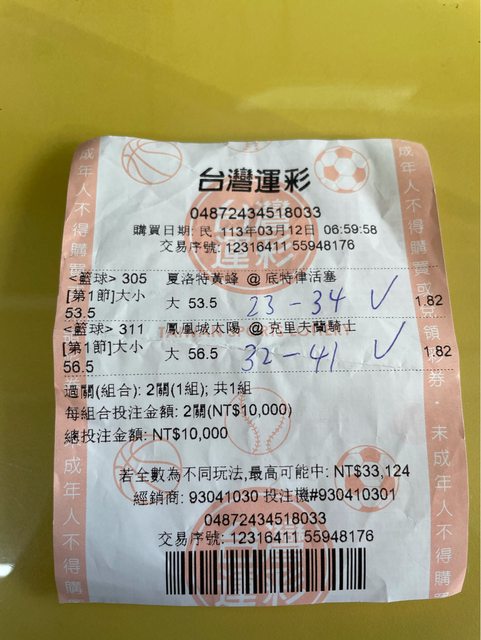 台灣運彩
04872434518033
購買日期: 民 113年03月12日 06:59:58
交易序號: 12316411 55948176
<籃球> 305 夏洛特黃蜂 @ 底特律活塞
[第1節]大小 大 53.5 23-34 ✓ 1.82
53.5
<籃球> 311 鳳凰城太陽 @ 克里夫蘭騎士
[第1節]大小 大 56.5 32-41 ✓ 1.82
56.5
過關(組合): 2關(1組); 共1組
每組合投注金額: 2關(NT$10,000)
總投注金額: NT$10,000
若全數為不同玩法,最高可能中: NT$33,124
經銷商: 93041030 投注機#930410301
04872434518033
交易序號: 12316411 55948176
成年人不得購買或兌領彩券・未成年人不得購